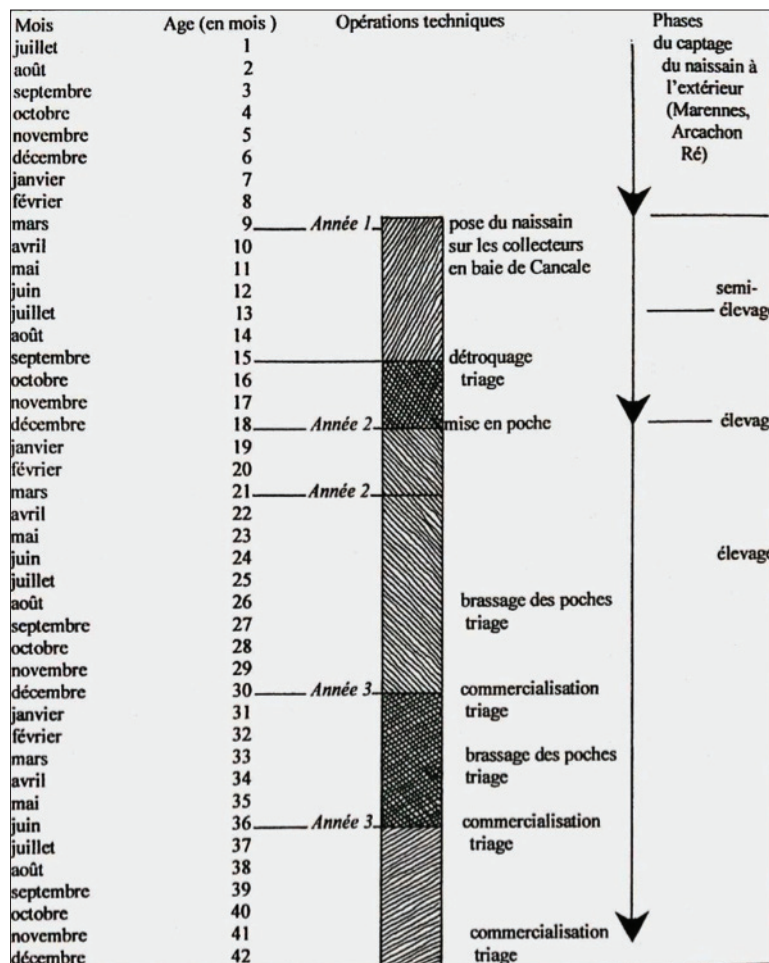 Mois Age (en mois ) Opérations techniques Phases
juillet 1 du captage
août 2 du naissain à
septembre 3 l'extérieur
octobre 4 (Marennes,
novembre 5 Arcachon
décembre 6 Ré)
janvier 7
février 8
mars 9 Année 1 pose du naissain
avril 10 sur les collecteurs
mai 11 en baie de Cancale
juin 12 semi-
juillet 13 élevage
août 14
septembre 15 détroquage
octobre 16 triage
novembre 17
décembre 18 Année 2 mise en poche élevage
janvier 19
février 20
mars 21 Année 2
avril 22
mai 23
juin 24 élevage
juillet 25
août 26 brassage des poches
septembre 27 triage
octobre 28
novembre 29
décembre 30 Année 3 commercialisation
janvier 31 triage
février 32
mars 33 brassage des poches
avril 34 triage
mai 35
juin 36 Année 3 commercialisation
juillet 37 triage
août 38
septembre 39
octobre 40
novembre 41 commercialisation
décembre 42 triage